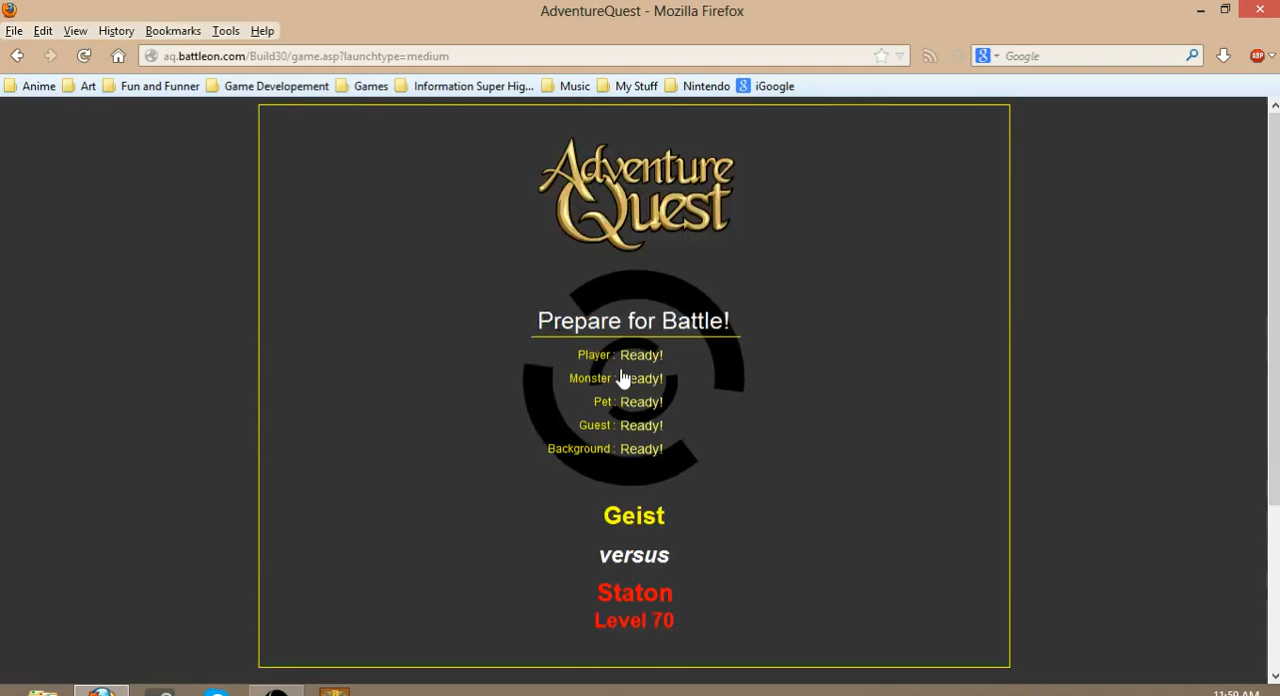 AdventureQuest - Mozilla Firefox
File Edit View History Bookmarks Tools Help
aq.battleon.com/Build30/game.asp?launchtype=medium
Google
ABP
Anime Art Fun and Funner Game Developement Games Information Super Hig... Music My Stuff Nintendo iGoogle
Adventure
Quest
Prepare for Battle!
Player : Ready!
Monster : Ready!
Pet : Ready!
Guest : Ready!
Background : Ready!
Geist
versus
Staton
Level 70
11:59 AM